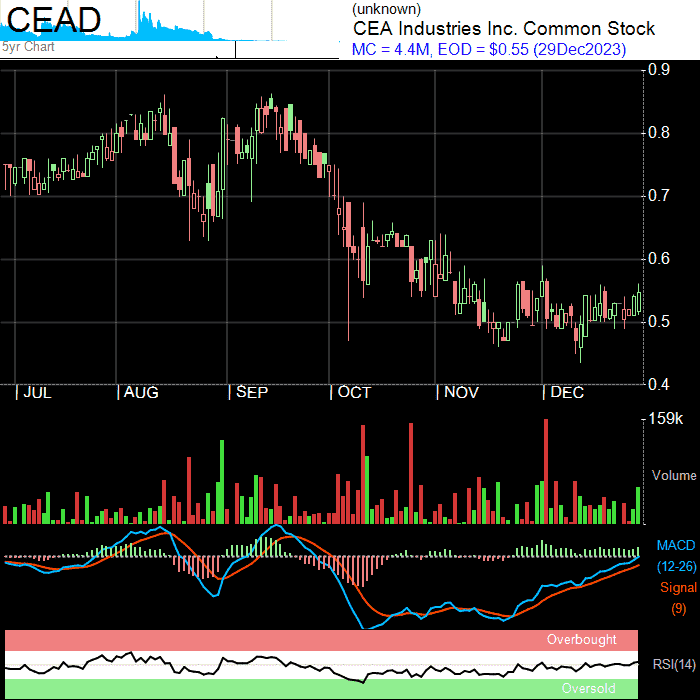 CEAD
(unknown)
CEA Industries Inc. Common Stock
5yr Chart
MC = 4.4M, EOD = $0.55 (29Dec2023)
0.9
0.8
0.7
0.6
0.5
0.4
JUL AUG SEP OCT NOV DEC
159k
Volume
MACD
(12-26)
Signal
(9)
Overbought
RSI(14)
Oversold